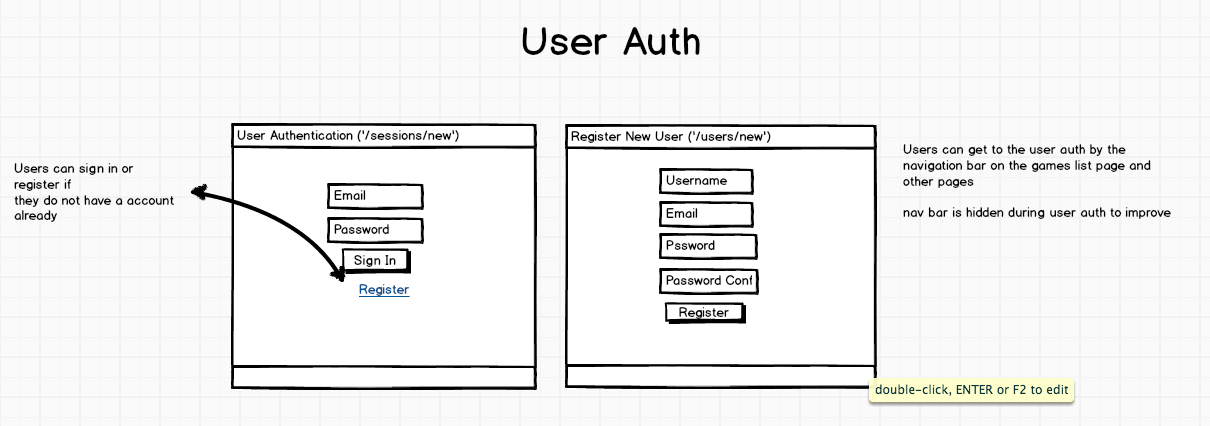 User Auth
Users can sign in or
register if
they do not have a account
already
User Authentication ('/sessions/new')
Email
Password
Sign In
Register
Register New User ('/users/new')
Username
Email
Pssword
Password Conf
Register
Users can get to the user auth by the
navigation bar on the games list page and
other pages
nav bar is hidden during user auth to improve
double-click, ENTER or F2 to edit